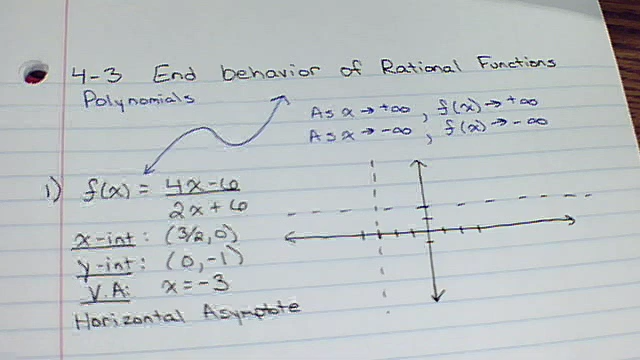 4-3 End behavior of Rational Functions
Polynomials
As x → +∞, f(x) → +∞
As x → -∞, f(x) → -∞
1) f(x) = 4x-6
2x+6
x-int: (3/2, 0)
y-int: (0, -1)
V.A: x = -3
Horizontal Asymptote